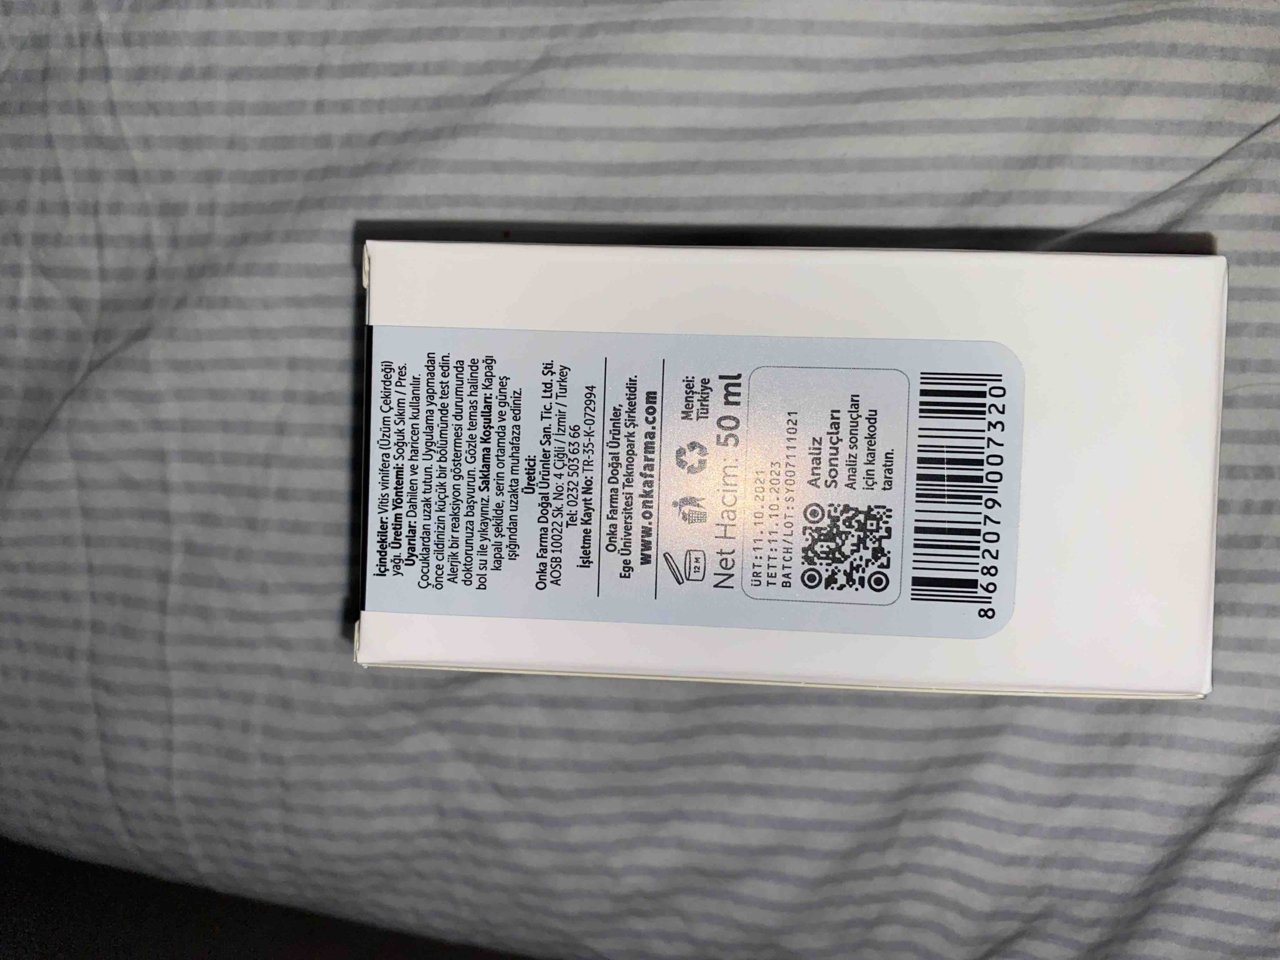 İçindekiler: Vitis vinifera (Üzüm Çekirdeği)
yağı. Üretim Yöntemi: Soğuk Sıkım / Pres.
Uyarılar: Dahilen ve haricen kullanılır.
Çocuklardan uzak tutun. Uygulama yapmadan
önce cildinizin küçük bir bölümünde test edin.
Alerjik bir reaksiyon göstermesi durumunda
doktorunuza başvurun. Gözle temas halinde
bol su ile yıkayınız. Saklama Koşulları: Kapağı
kapalı şekilde, serin ortamda ve güneş
ışığından uzakta muhafaza ediniz.
Üretici:
Onka Farma Doğal Ürünler San. Tic. Ltd. Şti.
AOSB 10022 Sk. No: 4 Çiğli / İzmir / Turkey
Tel: 0232 503 63 66
İşletme Kayıt No: TR-35-K-072994
Onka Farma Doğal Ürünler,
Ege Üniversitesi Teknopark Şirketidir.
www.onkafarma.com
12 M
Menşei:
Türkiye
Net Hacim: 50 ml
ÜRT:11.10.2021
TETT:11.10.2023
BATCH/LOT:SY007111021
Analiz
Sonuçları
Analiz sonuçları
için karekodu
taratın.
8 682079 007320